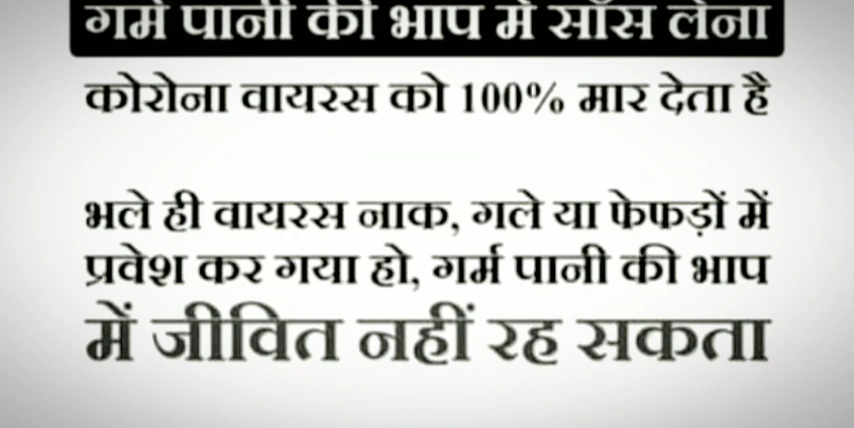 गर्म पानी की भाप में साँस लेना
कोरोना वायरस को 100% मार देता है
भले ही वायरस नाक, गले या फेफड़ों में
प्रवेश कर गया हो, गर्म पानी की भाप
में जीवित नहीं रह सकता